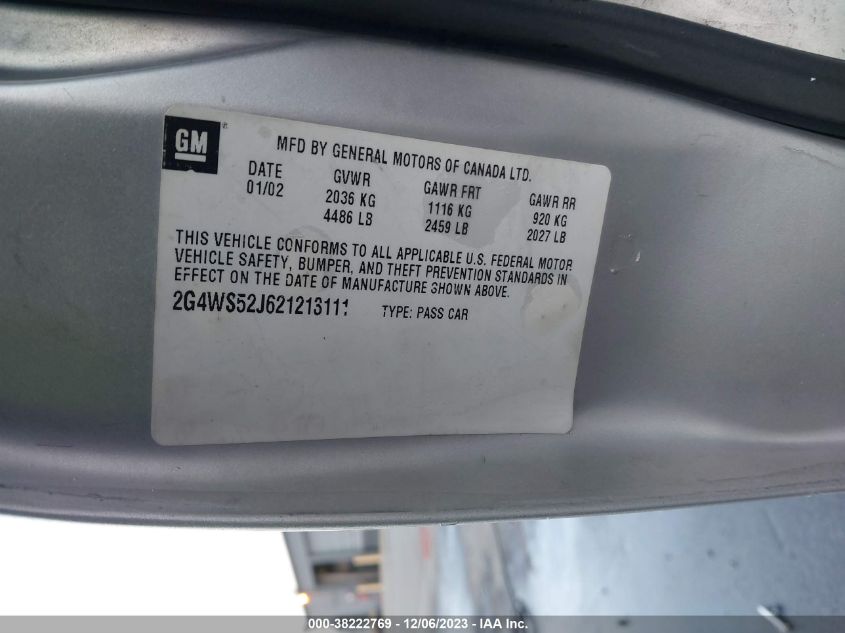 GM
MFD BY GENERAL MOTORS OF CANADA LTD.
DATE GVWR GAWR FRT GAWR RR
01/02 2036 KG 1116 KG 920 KG
4486 LB 2459 LB 2027 LB
THIS VEHICLE CONFORMS TO ALL APPLICABLE U.S. FEDERAL MOTOR
VEHICLE SAFETY, BUMPER, AND THEFT PREVENTION STANDARDS IN
EFFECT ON THE DATE OF MANUFACTURE SHOWN ABOVE.
2G4WS52J621213111 TYPE: PASS CAR
000-38222769 - 12/06/2023 - IAA Inc.